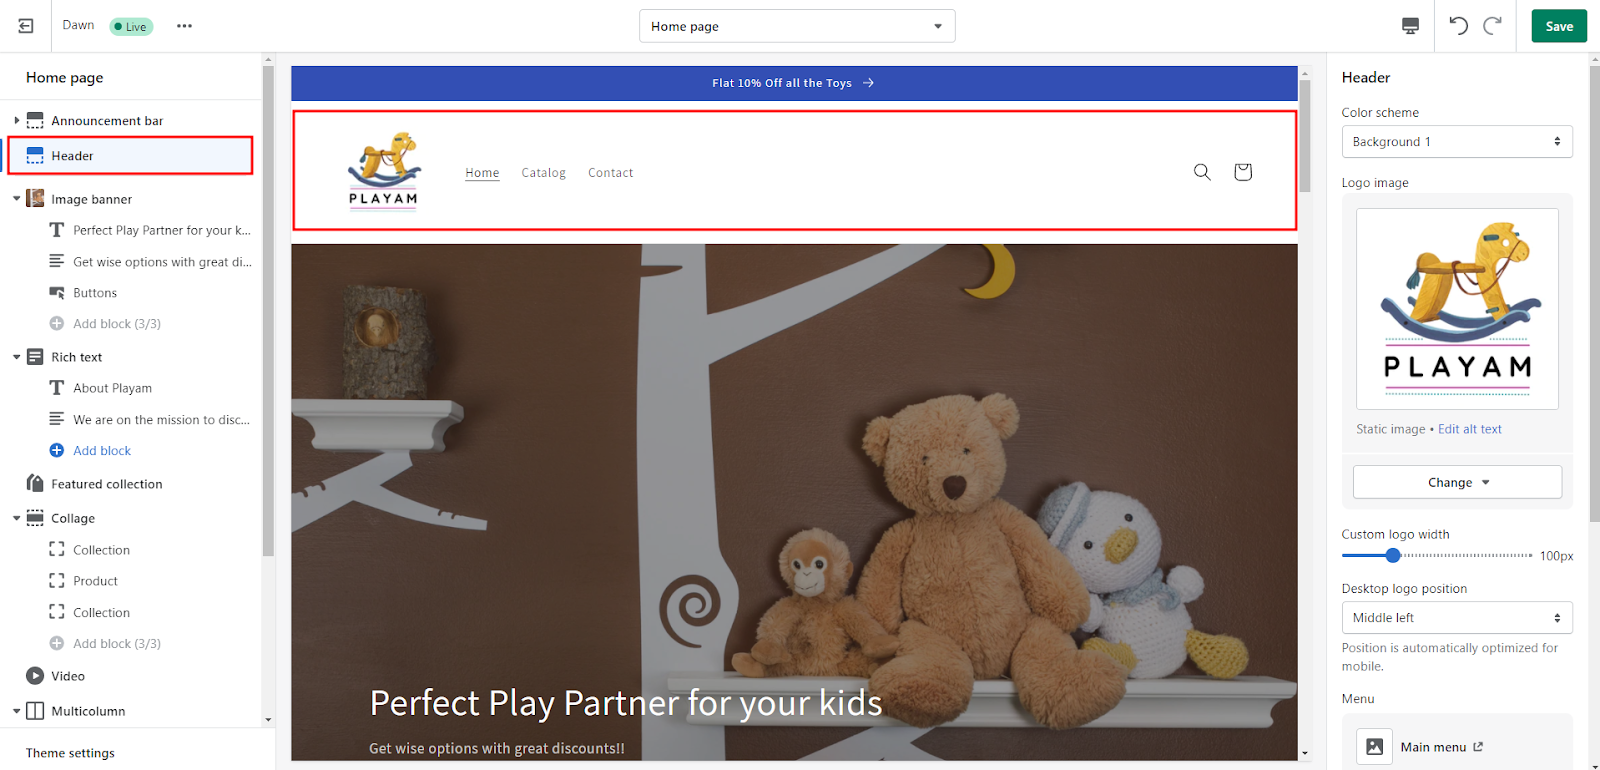 Dawn
Live
Home page
Save
Home page
Announcement bar
Header
Image banner
Perfect Play Partner for your k...
Get wise options with great di...
Buttons
Add block (3/3)
Rich text
About Playam
We are on the mission to disc...
Add block
Featured collection
Collage
Collection
Product
Collection
Add block (3/3)
Video
Multicolumn
Theme settings
Flat 10% Off all the Toys
PLAYAM
Home
Catalog
Contact
Perfect Play Partner for your kids
Get wise options with great discounts!!
Header
Color scheme
Background 1
Logo image
PLAYAM
Static image • Edit alt text
Change
Custom logo width
100px
Desktop logo position
Middle left
Position is automatically optimized for
mobile.
Menu
Main menu